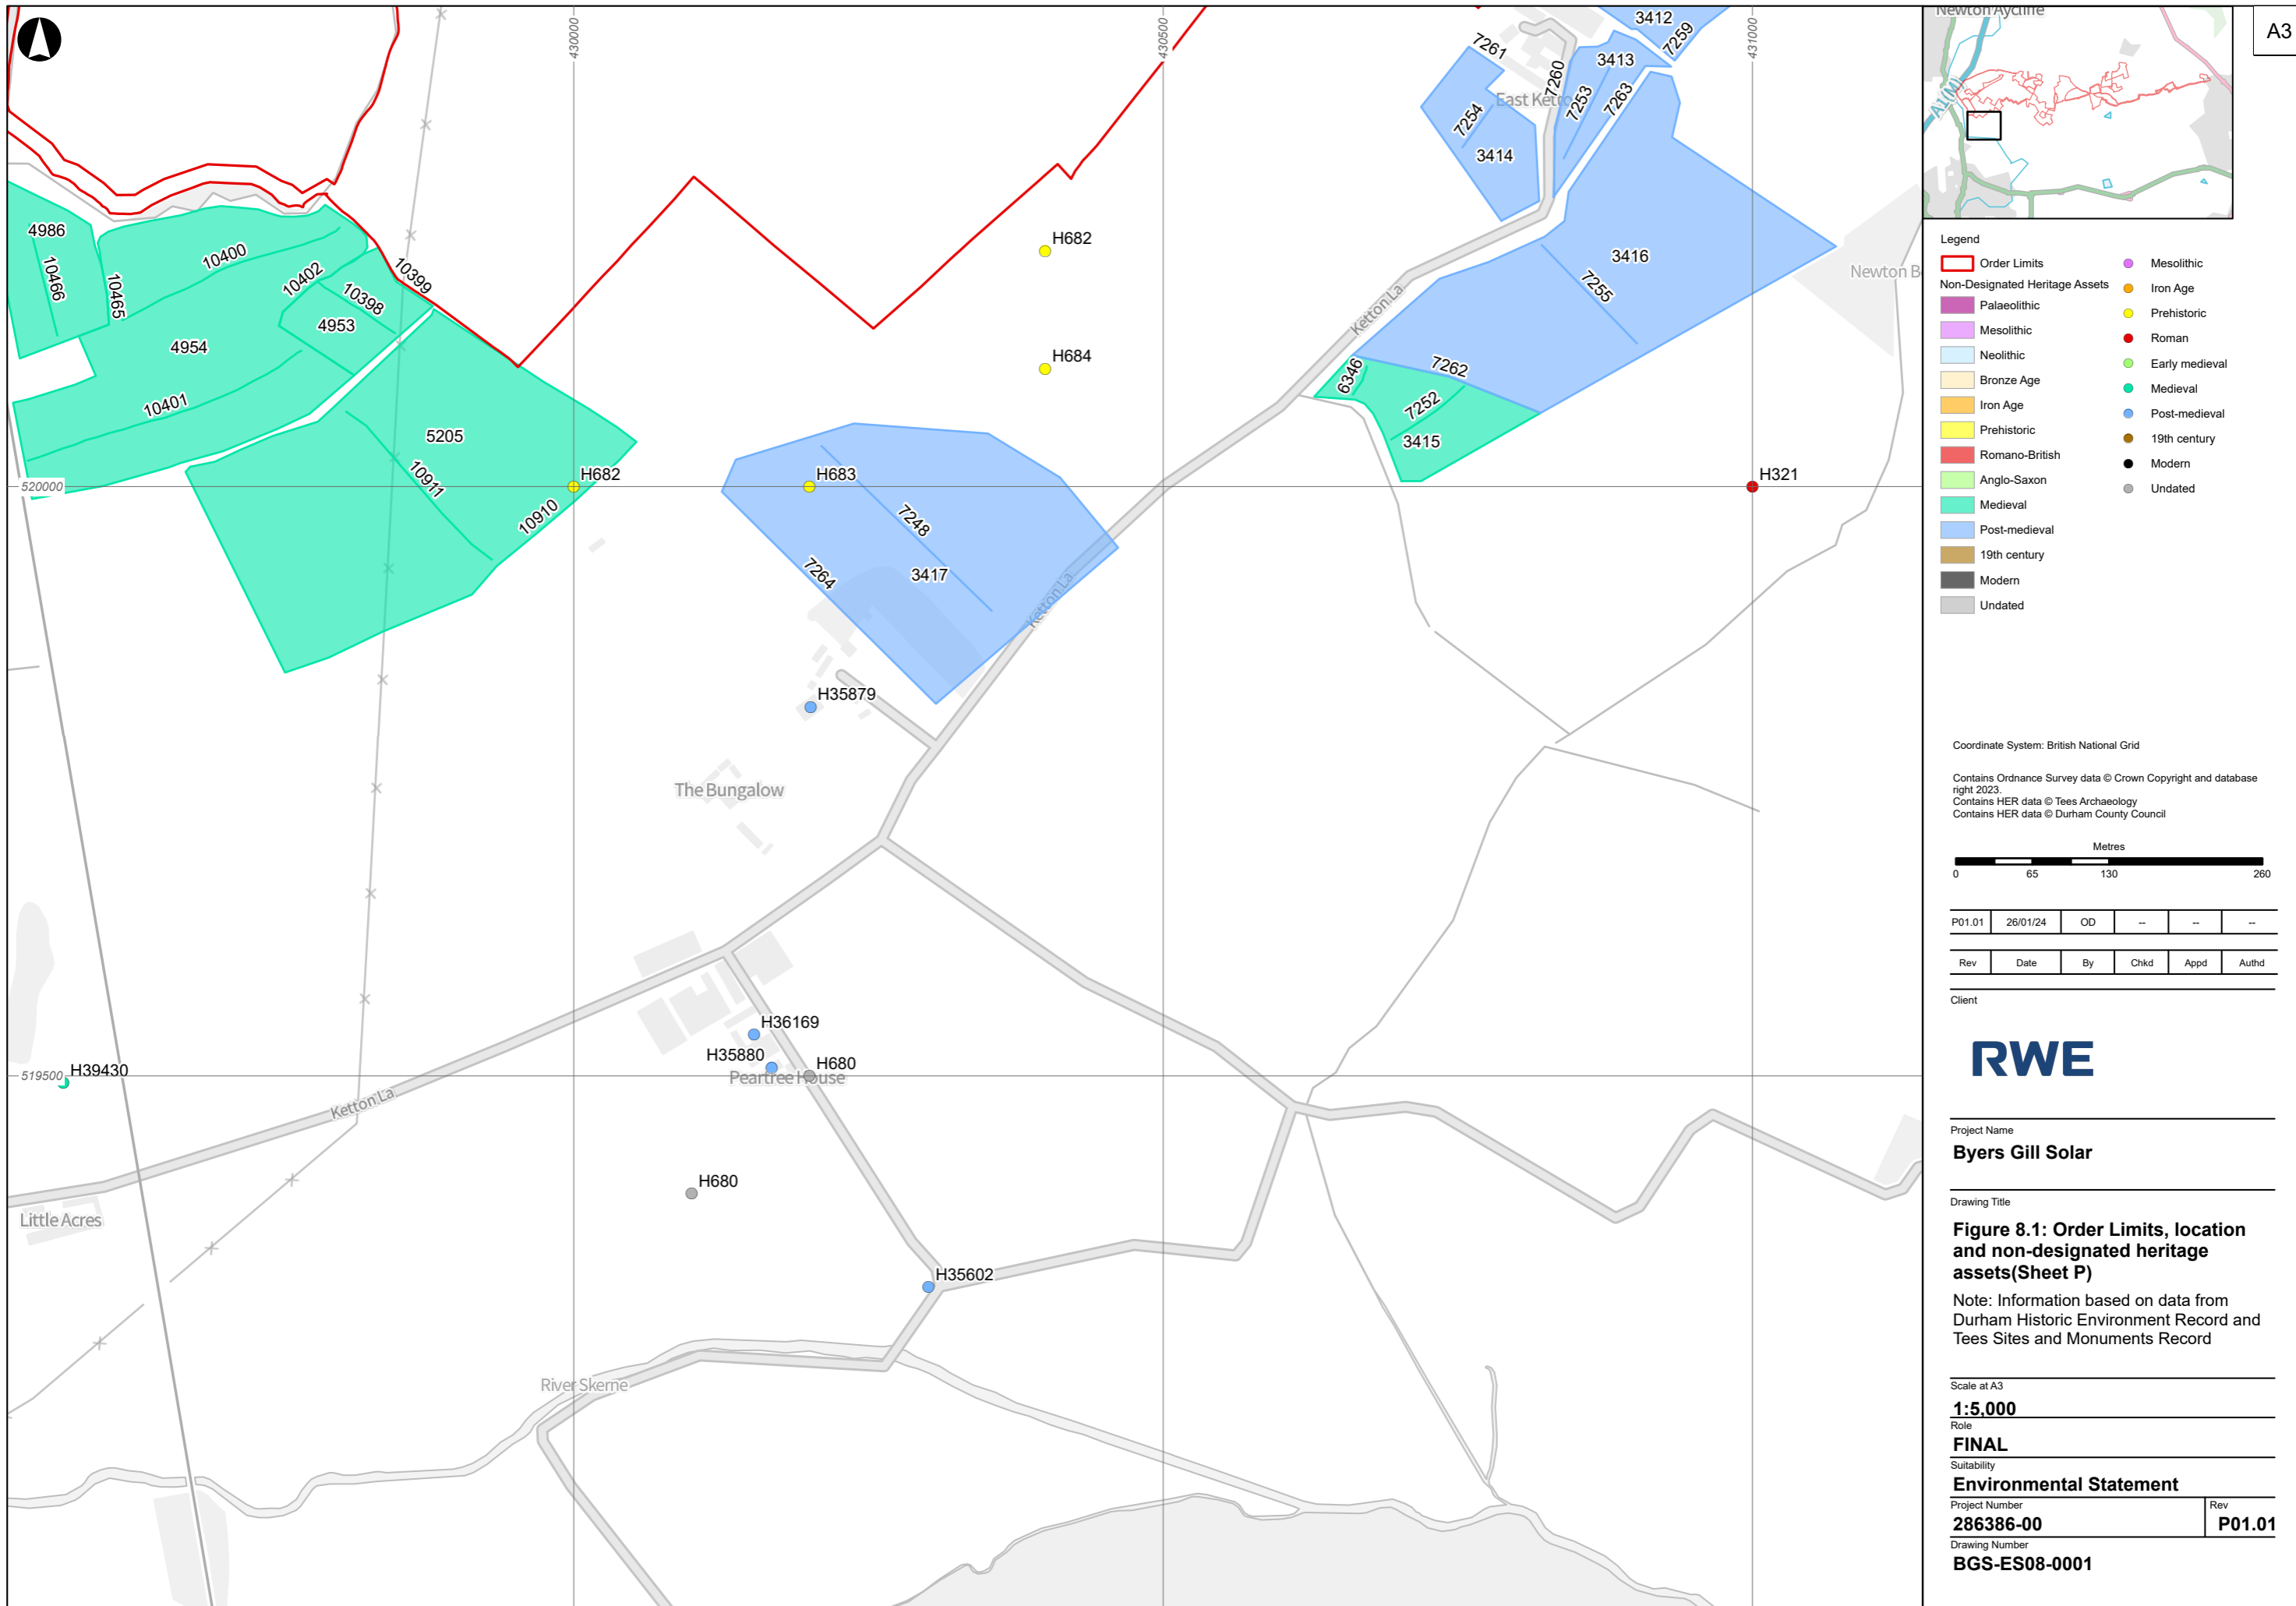 430000
430500
431000
520000
519500
3412
7259
7261
7260
3413
7253
7263
East Ketto
7254
3414
3416
7255
Newton B
Ketton La
7262
6346
7252
3415
4986
10466
10465
10400
10402
10399
10398
4953
4954
10401
5205
10911
10910
H682
H684
H682
H683
7248
7264
3417
H321
Ketton La
H35879
The Bungalow
H36169
H35880
H680
Peartree House
H39430
Ketton La
H680
Little Acres
H35602
River Skerne
Newton Aycliffe
A1(M)
A3
Legend
Order Limits
Non-Designated Heritage Assets
Palaeolithic
Mesolithic
Neolithic
Bronze Age
Iron Age
Prehistoric
Romano-British
Anglo-Saxon
Medieval
Post-medieval
19th century
Modern
Undated
Mesolithic
Iron Age
Prehistoric
Roman
Early medieval
Medieval
Post-medieval
19th century
Modern
Undated
Coordinate System: British National Grid
Contains Ordnance Survey data © Crown Copyright and database
right 2023.
Contains HER data © Tees Archaeology
Contains HER data © Durham County Council
Metres
0 65 130 260
P01.01 26/01/24 OD -- -- --
Rev Date By Chkd Appd Authd
Client
RWE
Project Name
Byers Gill Solar
Drawing Title
Figure 8.1: Order Limits, location
and non-designated heritage
assets(Sheet P)
Note: Information based on data from
Durham Historic Environment Record and
Tees Sites and Monuments Record
Scale at A3
1:5,000
Role
FINAL
Suitability
Environmental Statement
Project Number Rev
286386-00 P01.01
Drawing Number
BGS-ES08-0001